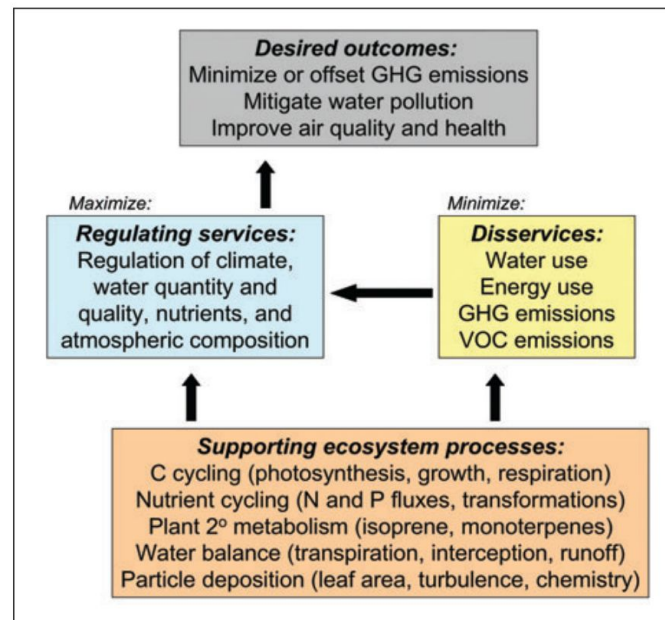 Desired outcomes:
Minimize or offset GHG emissions
Mitigate water pollution
Improve air quality and health
Maximize:
Regulating services:
Regulation of climate,
water quantity and
quality, nutrients, and
atmospheric composition
Minimize:
Disservices:
Water use
Energy use
GHG emissions
VOC emissions
Supporting ecosystem processes:
C cycling (photosynthesis, growth, respiration)
Nutrient cycling (N and P fluxes, transformations)
Plant 2º metabolism (isoprene, monoterpenes)
Water balance (transpiration, interception, runoff)
Particle deposition (leaf area, turbulence, chemistry)